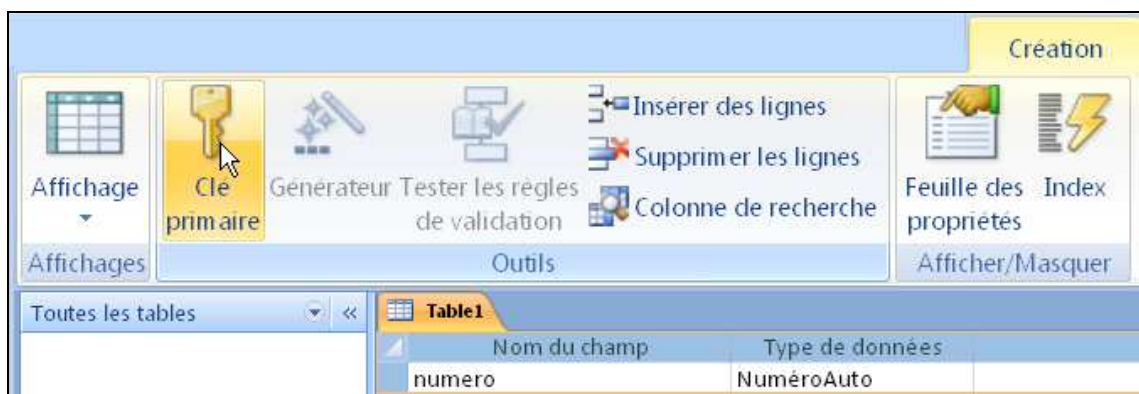 Création
Affichage
Clé
primaire
Générateur
Tester les règles
de validation
Insérer des lignes
Supprimer les lignes
Colonne de recherche
Feuille des
propriétés
Index
Affichages
Outils
Afficher/Masquer
Toutes les tables
«
Table1
Nom du champ
Type de données
numero
NuméroAuto